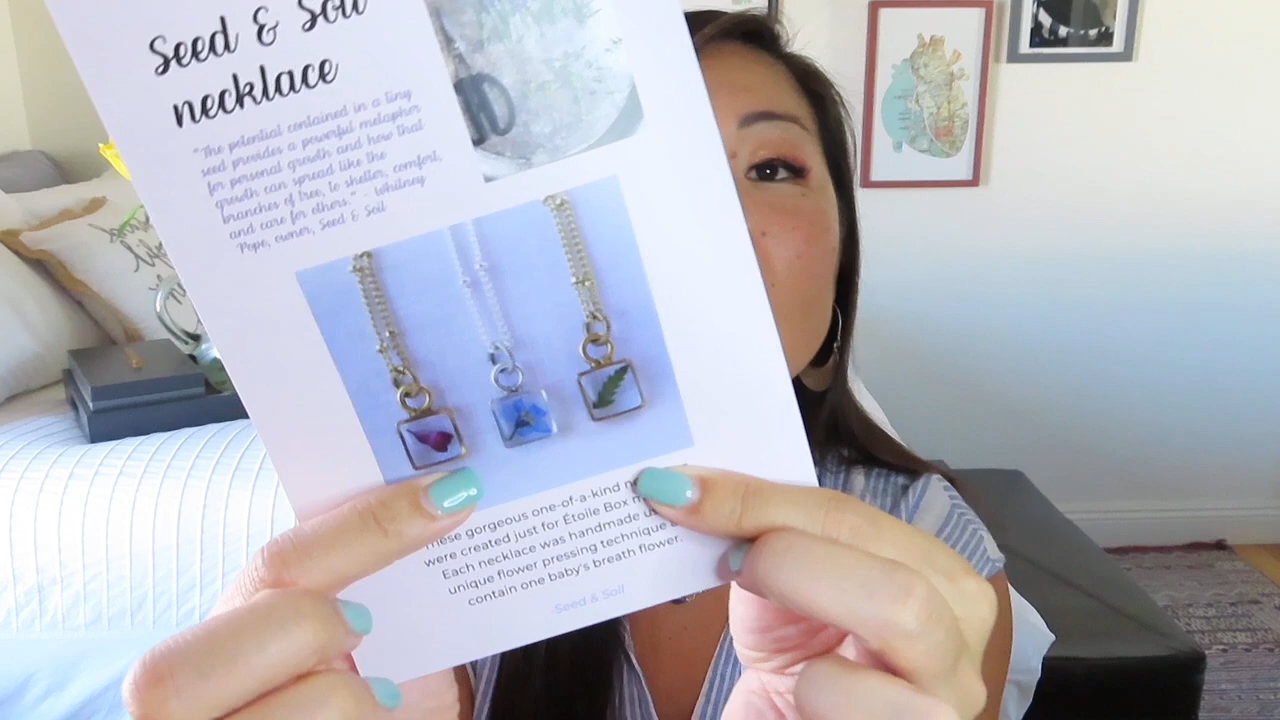 Seed & Soil
necklace
"The potential contained in a tiny
seed provides a powerful metaphor
for personal growth and how that
growth can spread like the
branches of tree, to shelter, comfort,
and care for others." - Whitney
Pope, owner, Seed & Soil
These gorgeous one-of-a-kind
were created just for Étoile Box
Each necklace was handmade
unique flower pressing technique
contain one baby's breath flower.
-Seed & Soil